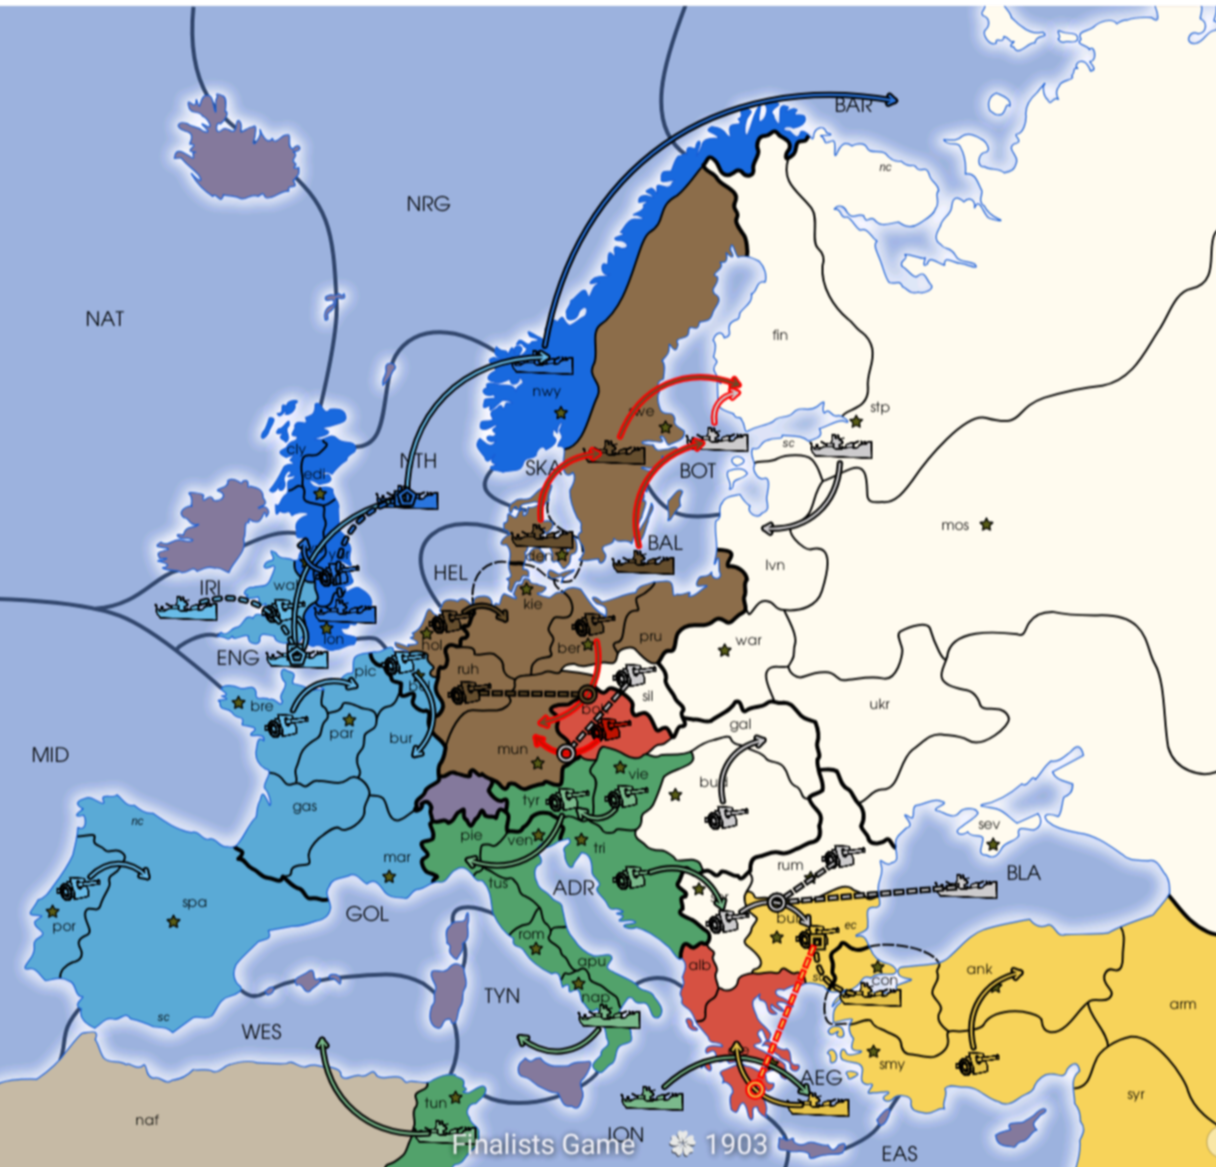 BAR
nc
NRG
NAT
fin
nwy
swe
stp
cly
NTH
SKA
BOT
sc
edi
mos
BAL
den
lvn
HEL
IRI
wal
kie
lon
hol
ber
pru
ENG
war
pic
ruh
sil
bre
boh
ukr
par
bur
gal
MID
mun
vie
tyr
bud
gas
nc
pie
ven
tri
sev
mar
rum
BLA
tus
ADR
spa
GOL
por
bul
ec
rom
apu
alb
con
ank
TYN
nap
arm
WES
sc
smy
AEG
syr
tun
naf
ION
EAS
Finalists Game 1903